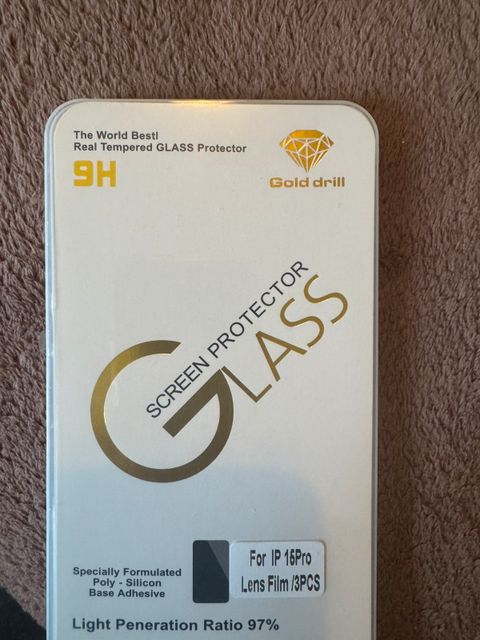 The World Bestl
Real Tempered GLASS Protector
9H
Gold drill
SCREEN PROTECTOR
GLASS
Specially Formulated
Poly - Silicon
Base Adhesive
For IP 15Pro
Lens Film /3PCS
Light Peneration Ratio 97%